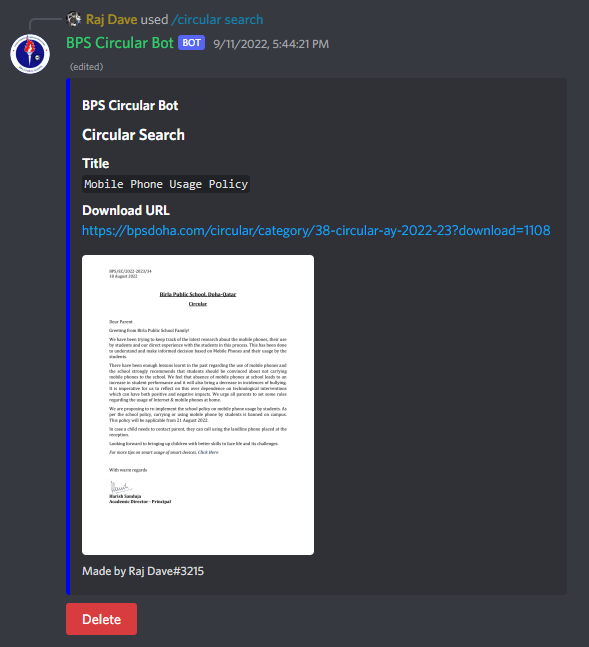 Raj Dave used /circular search
BPS Circular Bot BOT 9/11/2022, 5:44:21 PM
(edited)
BPS Circular Bot
Circular Search
Title
Mobile Phone Usage Policy
Download URL
https://bpsdoha.com/circular/category/38-circular-ay-2022-23?download=1108
BPS/EC/2022-2023/34
18 August 2022
Birla Public School, Doha-Qatar
Circular
Dear Parent
Greeting from Birla Public School Family!
We have been trying to keep track of the latest research about the mobile phones, their use
by students and our direct experience with the students in this process. This has been done
to understand and make informed decision based on Mobile Phones and their usage by the
students.
There have been enough lessons learnt in the past regarding the use of mobile phones and
the school strongly recommends that students should be convinced about not carrying
mobile phones to the school. We feel that absence of mobile phones at school leads to an
increase in student performance and it will also bring a decrease in incidences of bullying.
It is imperative for us to reflect on this over dependence on technological interventions
which can have both positive and negative impacts. We urge all parents to set some rules
regarding the usage of Internet & mobile phones at home.
We are proposing to re-implement the school policy on mobile phone usage by students. As
per the school policy, carrying or using mobile phone by students is banned on campus.
This policy will be applicable from 21 August 2022.
In case a child needs to contact parent, they can call using the landline phone placed at the
reception.
Looking forward to bringing up children with better skills to face life and its challenges.
For more tips on smart usage of smart devices, Click Here
With warm regards
Harish Sanduja
Academic Director - Principal
Made by Raj Dave#3215
Delete